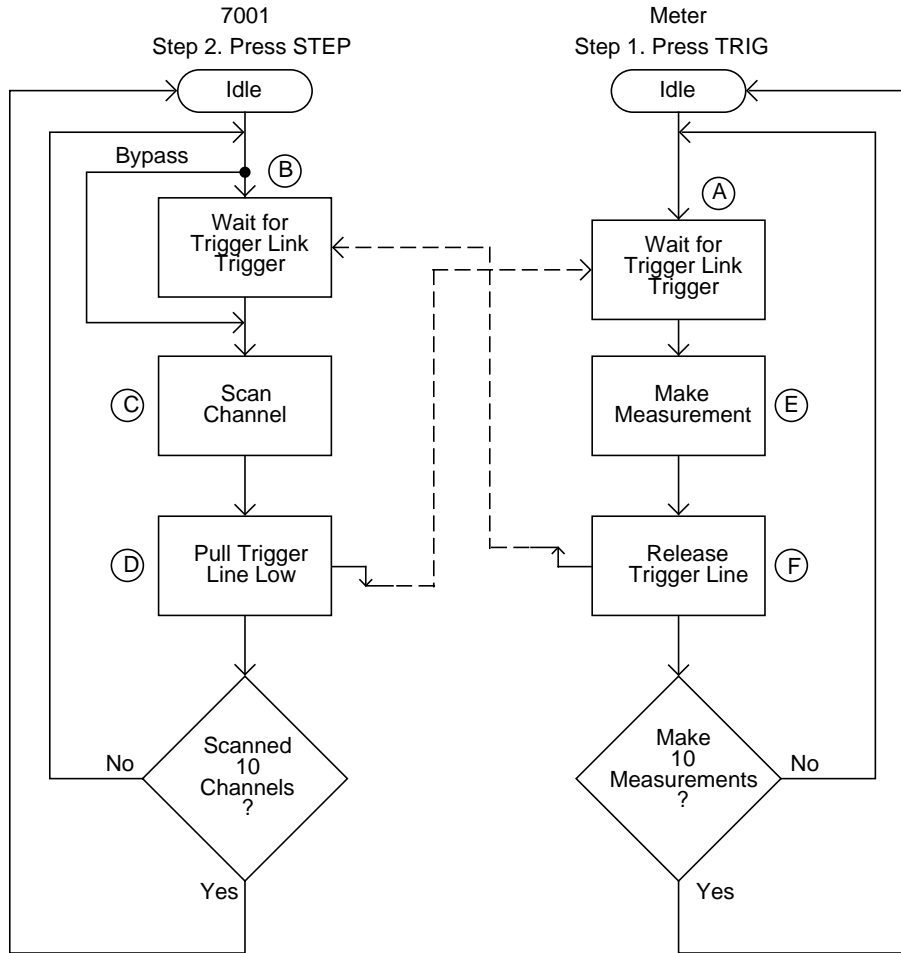 7001
Step 2. Press STEP
Idle
Bypass
B
Wait for
Trigger Link
Trigger
C
Scan
Channel
D
Pull Trigger
Line Low
Scanned
10
Channels
?
No
Yes
Meter
Step 1. Press TRIG
Idle
A
Wait for
Trigger Link
Trigger
Make
Measurement
E
Release
Trigger Line
F
Make
10
Measurements
?
No
Yes